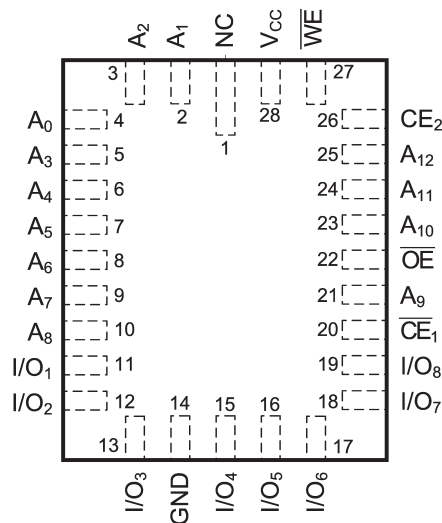 A2 A1 NC VCC WE
3 2 1 28 27
A0 4 26 CE2
A3 5 25 A12
A4 6 24 A11
A5 7 23 A10
A6 8 22 OE
A7 9 21 A9
A8 10 20 CE1
I/O1 11 19 I/O8
I/O2 12 18 I/O7
13 14 15 16 17
I/O3 GND I/O4 I/O5 I/O6